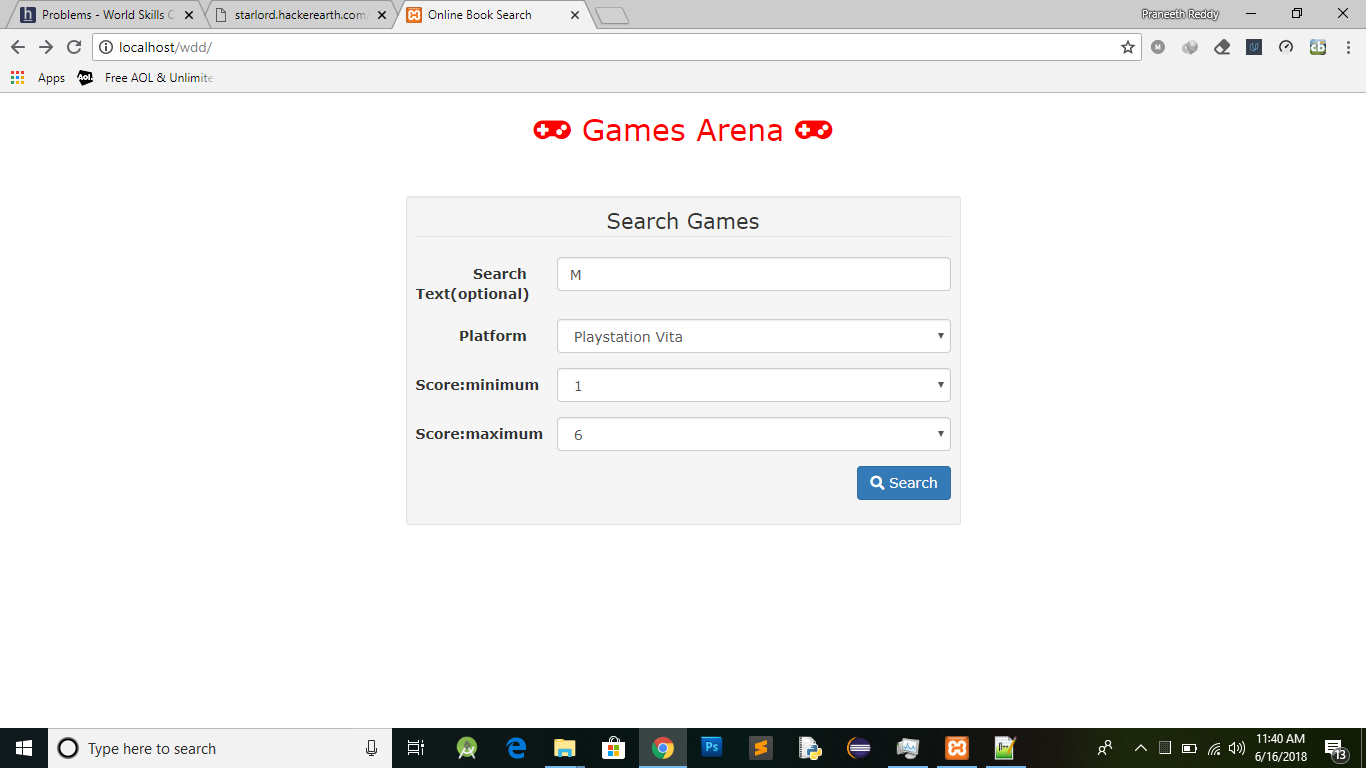 Problems - World Skills C
starlord.hackerearth.com/
Online Book Search
Praneeth Reddy
localhost/wdd/
Apps
Aol.
Free AOL & Unlimite
Games Arena
Search Games
Search
Text(optional)
M
Platform
Playstation Vita
Score:minimum
1
Score:maximum
6
Search
Type here to search
Ps
11:40 AM
6/16/2018
13